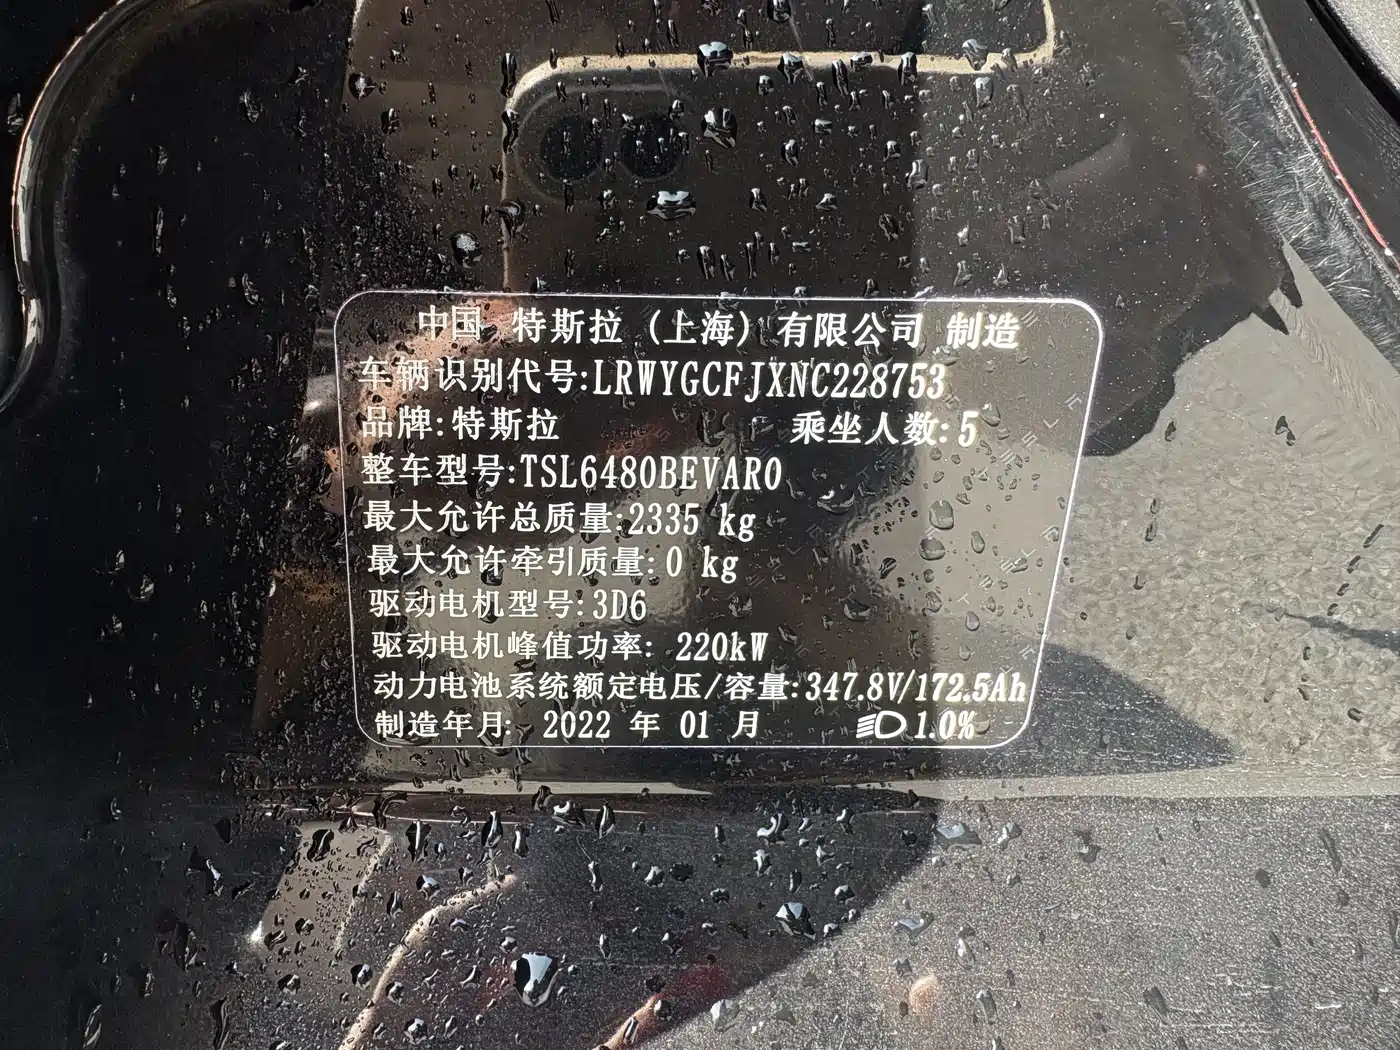 中国 特斯拉 (上海) 有限公司 制造
车辆识别代号:LRWYGCFJXNC228753
品牌:特斯拉 乘坐人数:5
整车型号:TSL6480BEVAR0
最大允许总质量:2335 kg
最大允许牵引质量:0 kg
驱动电机型号:3D6
驱动电机峰值功率: 220kW
动力电池系统额定电压/容量:347.8V/172.5Ah
制造年月: 2022 年 01 月 1.0%